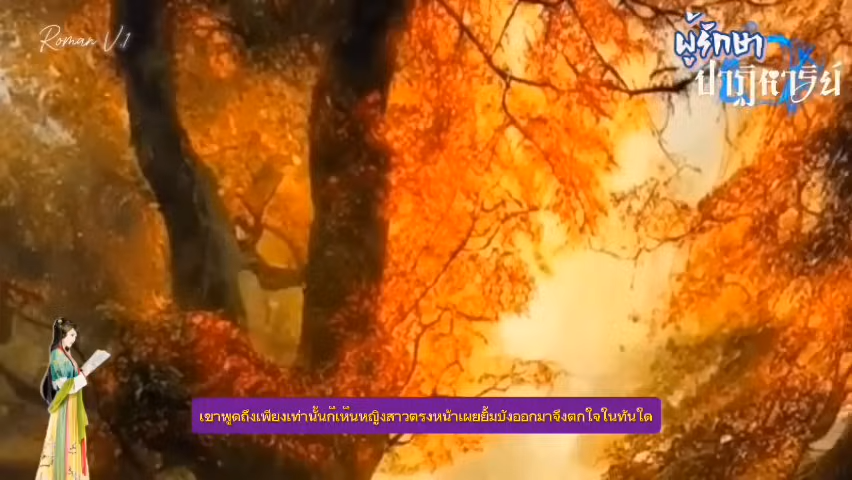 Roman V.1
ผู้รักษา
ปาฏิหาริย์
เขาพูดถึงเพียงเท่านั้นก็เห็นหญิงสาวตรงหน้าเผยยิ้มบังออกมาจึงตกใจในทันใด